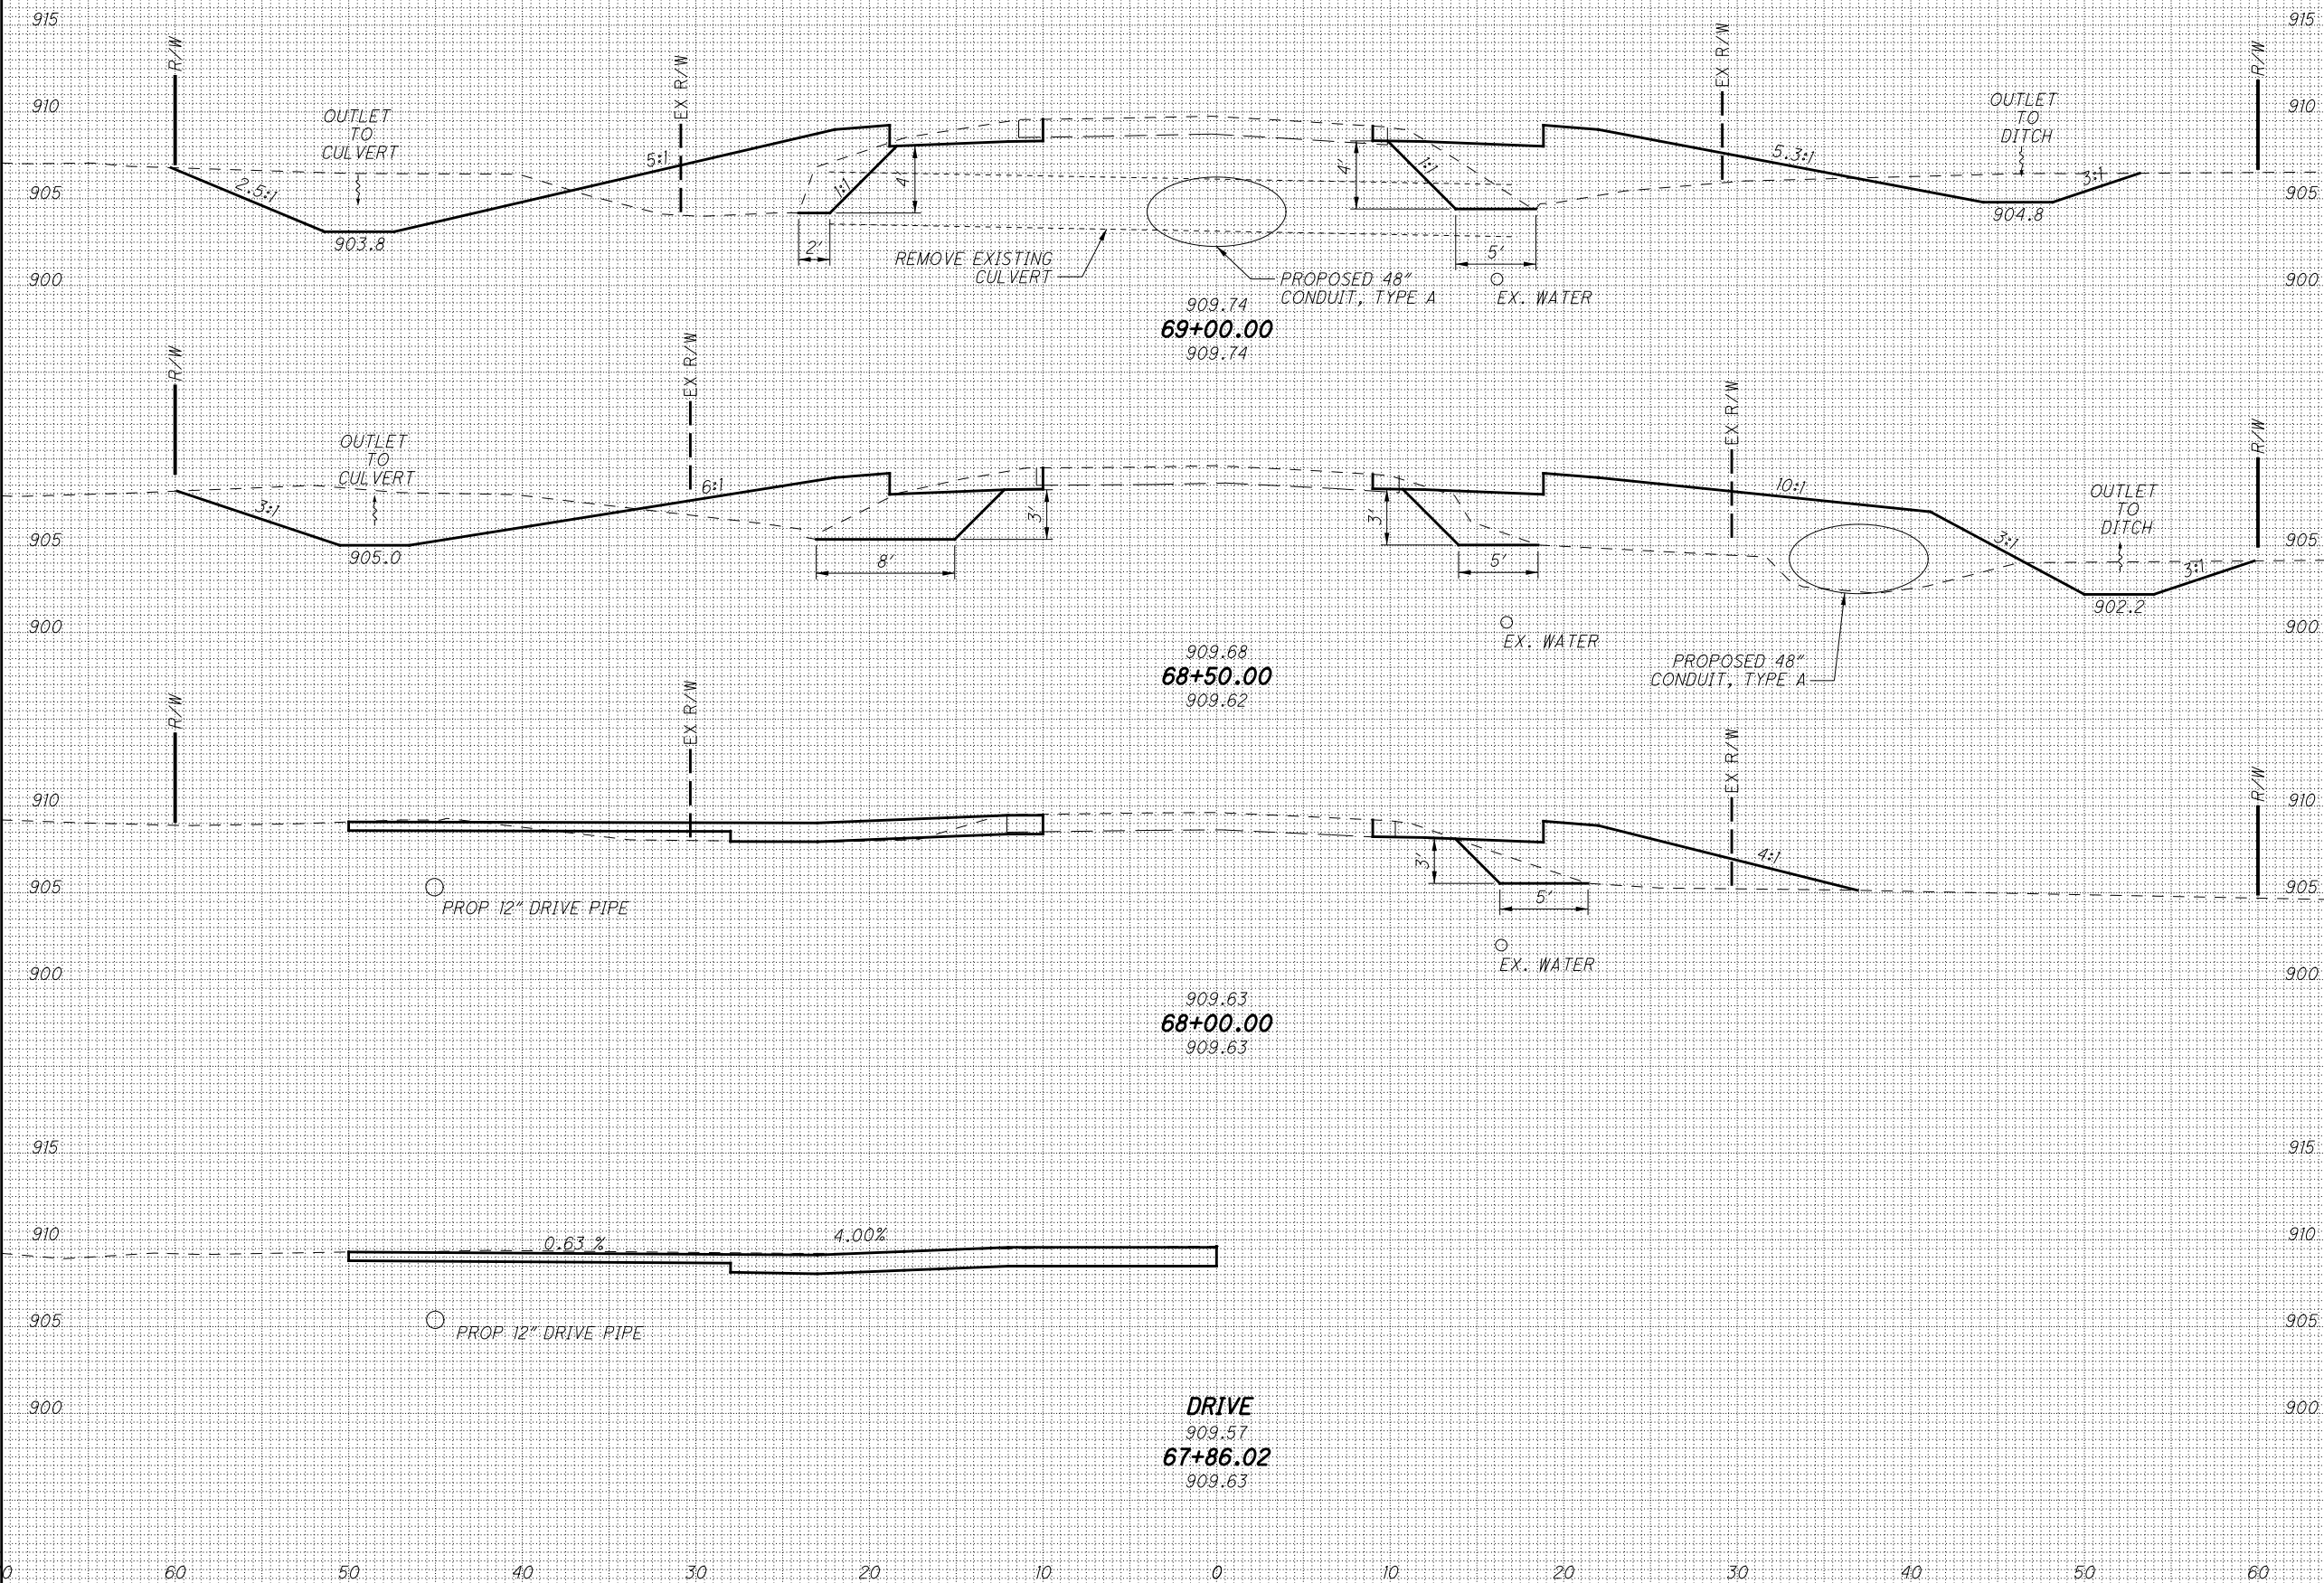 915 915
R/W EX R/W EX R/W R/W
910 910
OUTLET
TO
CULVERT
OUTLET
TO
DITCH
905 905
2.5:1 5:1 1:1 4' 4' 1:1 5.3:1 3:1
903.8 904.8
2' 5'
REMOVE EXISTING
CULVERT
PROPOSED 48"
CONDUIT, TYPE A
EX. WATER
900 900
909.74
69+00.00
909.74
R/W EX R/W EX R/W R/W
OUTLET
TO
CULVERT
OUTLET
TO
DITCH
3:1 6:1 3' 3' 10:1 3:1 3:1
905 905
905.0 8' 5' 902.2
EX. WATER
900 900
PROPOSED 48"
CONDUIT, TYPE A
909.68
68+50.00
909.62
R/W EX R/W EX R/W R/W
910 910
3' 4:1
905 905
PROP 12" DRIVE PIPE
5'
EX. WATER
900 900
909.63
68+00.00
909.63
915 915
910 910
0.63 % 4.00%
905 905
PROP 12" DRIVE PIPE
900 900
DRIVE
909.57
67+86.02
909.63
0 60 50 40 30 20 10 0 10 20 30 40 50 60